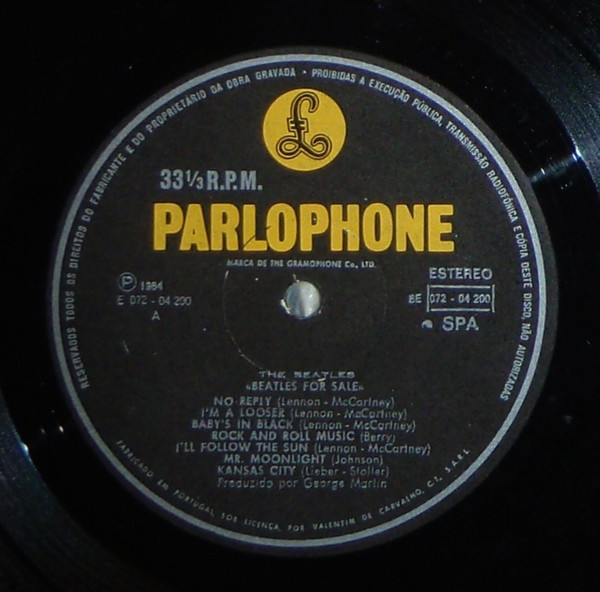 RESERVADOS TODOS OS DIREITOS DO FABRICANTE E DO PROPRIETÁRIO DA OBRA GRAVADA • PROIBIDAS A EXECUÇÃO PÚBLICA, TRANSMISSÃO RADIOFÓNICA E CÓPIA DESTE DISCO, NÃO AUTORIZADAS
£
33⅓ R.P.M.
PARLOPHONE
MARCA DE THE GRAMOPHONE Co., LTD.
ESTEREO
Ⓟ 1964
E 072 - 04 200
A
8E 072 - 04 200
SPA
THE BEATLES
«BEATLES FOR SALE»
NO REPLY (Lennon - McCartney)
I'M A LOOSER (Lennon - McCartney)
BABY'S IN BLACK (Lennon - McCartney)
ROCK AND ROLL MUSIC (Berry)
I'LL FOLLOW THE SUN (Lennon - McCartney)
MR. MOONLIGHT (Johnson)
KANSAS CITY (Lieber - Stoller)
Produzido por George Martin
FABRICADO EM PORTUGAL, SOB LICENÇA, POR VALENTIM DE CARVALHO, CI, S.A.R.L.